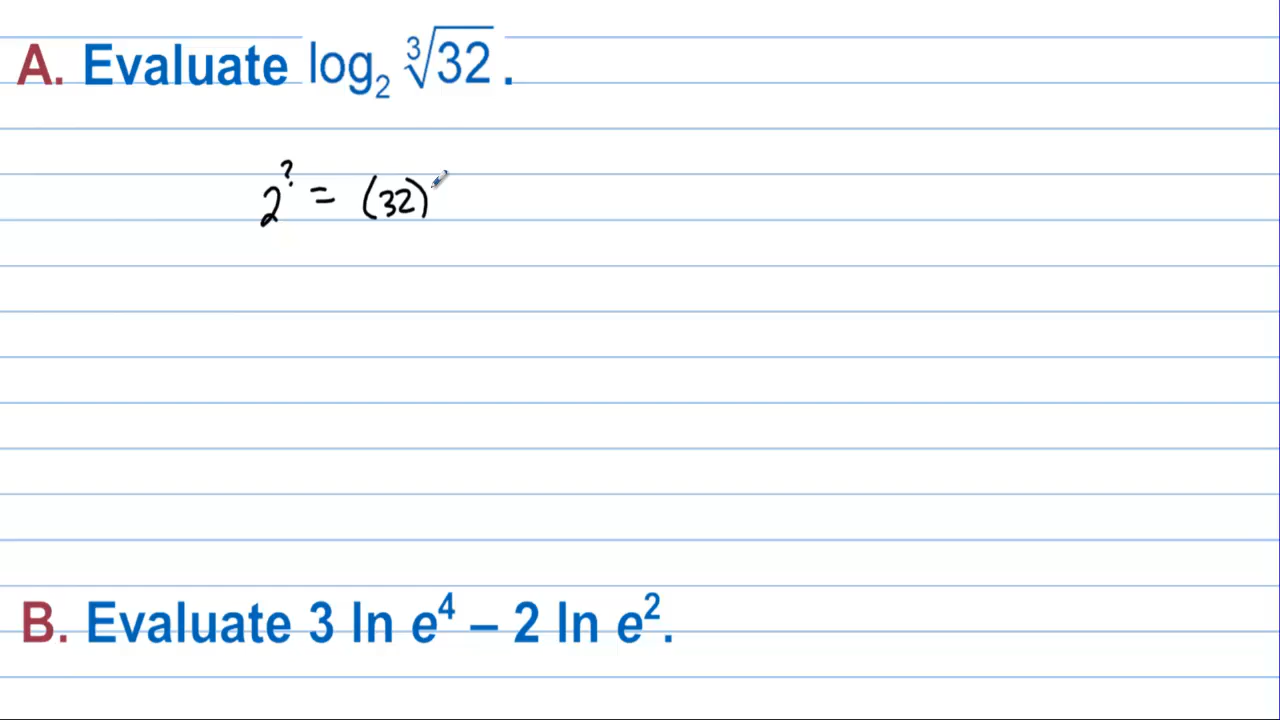 A. Evaluate log₂ ∛32 .
2^? = (32)
B. Evaluate 3 ln e⁴ – 2 ln e².